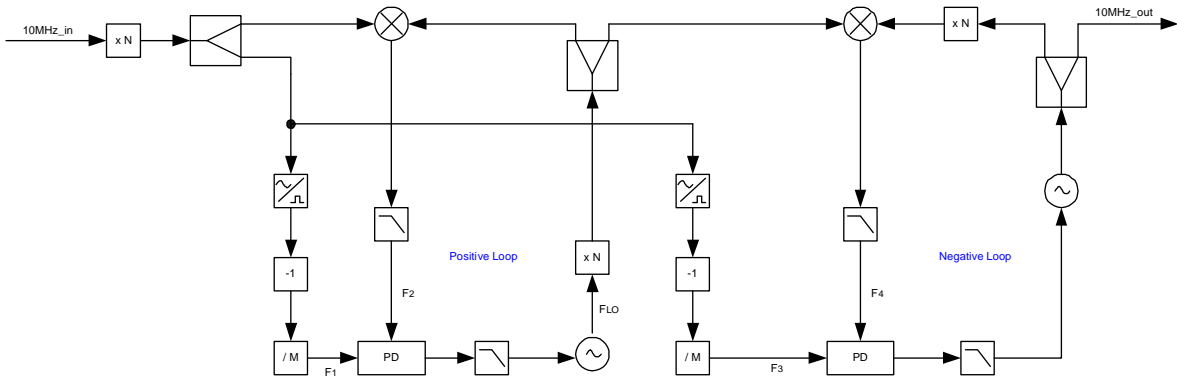 10MHz_in
x N
x N
10MHz_out
Positive Loop
x N
Negative Loop
-1
-1
F2
FLO
F4
/ M
F1
PD
/ M
F3
PD